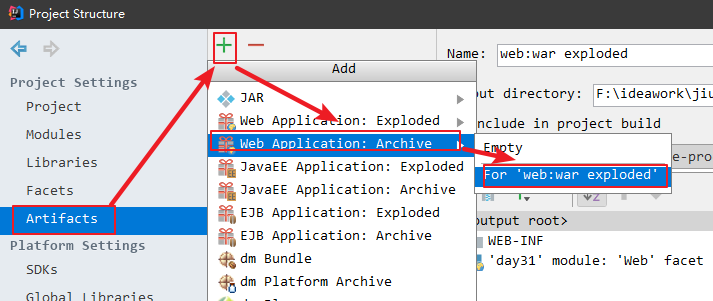 Project Structure
Project Settings
Project
Modules
Libraries
Facets
Artifacts
Platform Settings
SDKs
Global Libraries
Add
JAR
Web Application: Exploded
Web Application: Archive
JavaEE Application: Exploded
JavaEE Application: Archive
EJB Application: Exploded
EJB Application: Archive
dm Bundle
dm Platform Archive
Empty
For 'web:war exploded'
Name: web:war exploded
put directory: F:\ideawork\jiu
nclude in project build
e-pro
output root>
WEB-INF
'day31' module: 'Web' facet